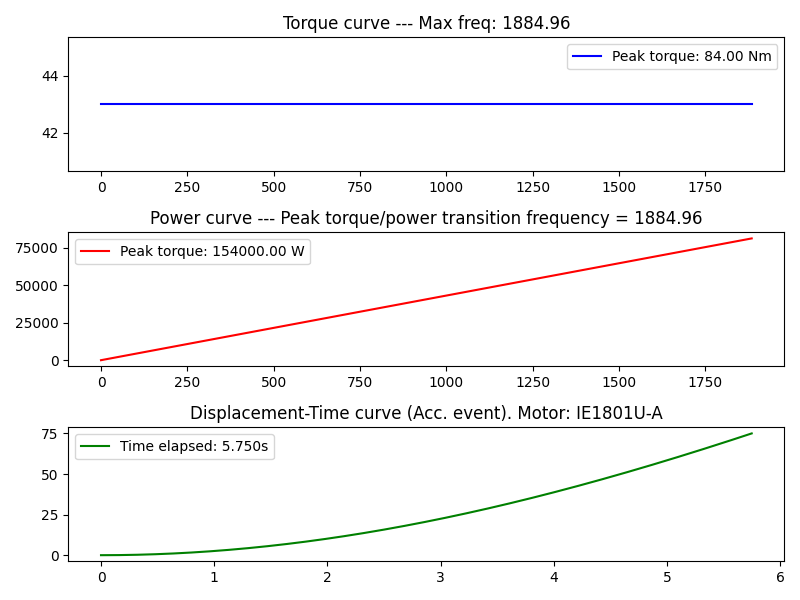 Torque curve --- Max freq: 1884.96
Peak torque: 84.00 Nm
44
42
0 250 500 750 1000 1250 1500 1750
Power curve --- Peak torque/power transition frequency = 1884.96
Peak torque: 154000.00 W
75000
50000
25000
0
0 250 500 750 1000 1250 1500 1750
Displacement-Time curve (Acc. event). Motor: IE1801U-A
Time elapsed: 5.750s
75
50
25
0
0 1 2 3 4 5 6